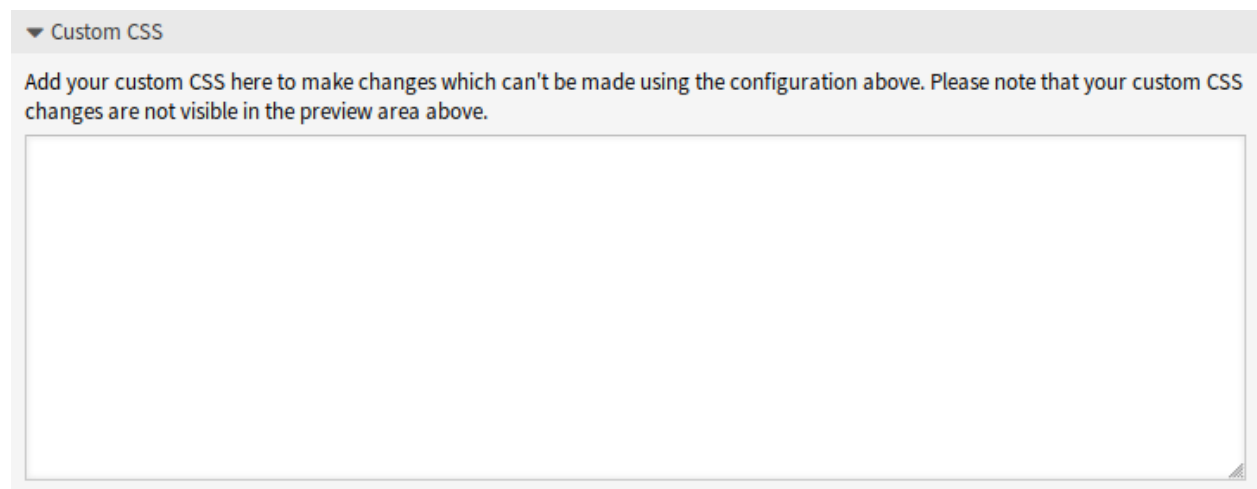 Custom CSS
Add your custom CSS here to make changes which can't be made using the configuration above. Please note that your custom CSS
changes are not visible in the preview area above.